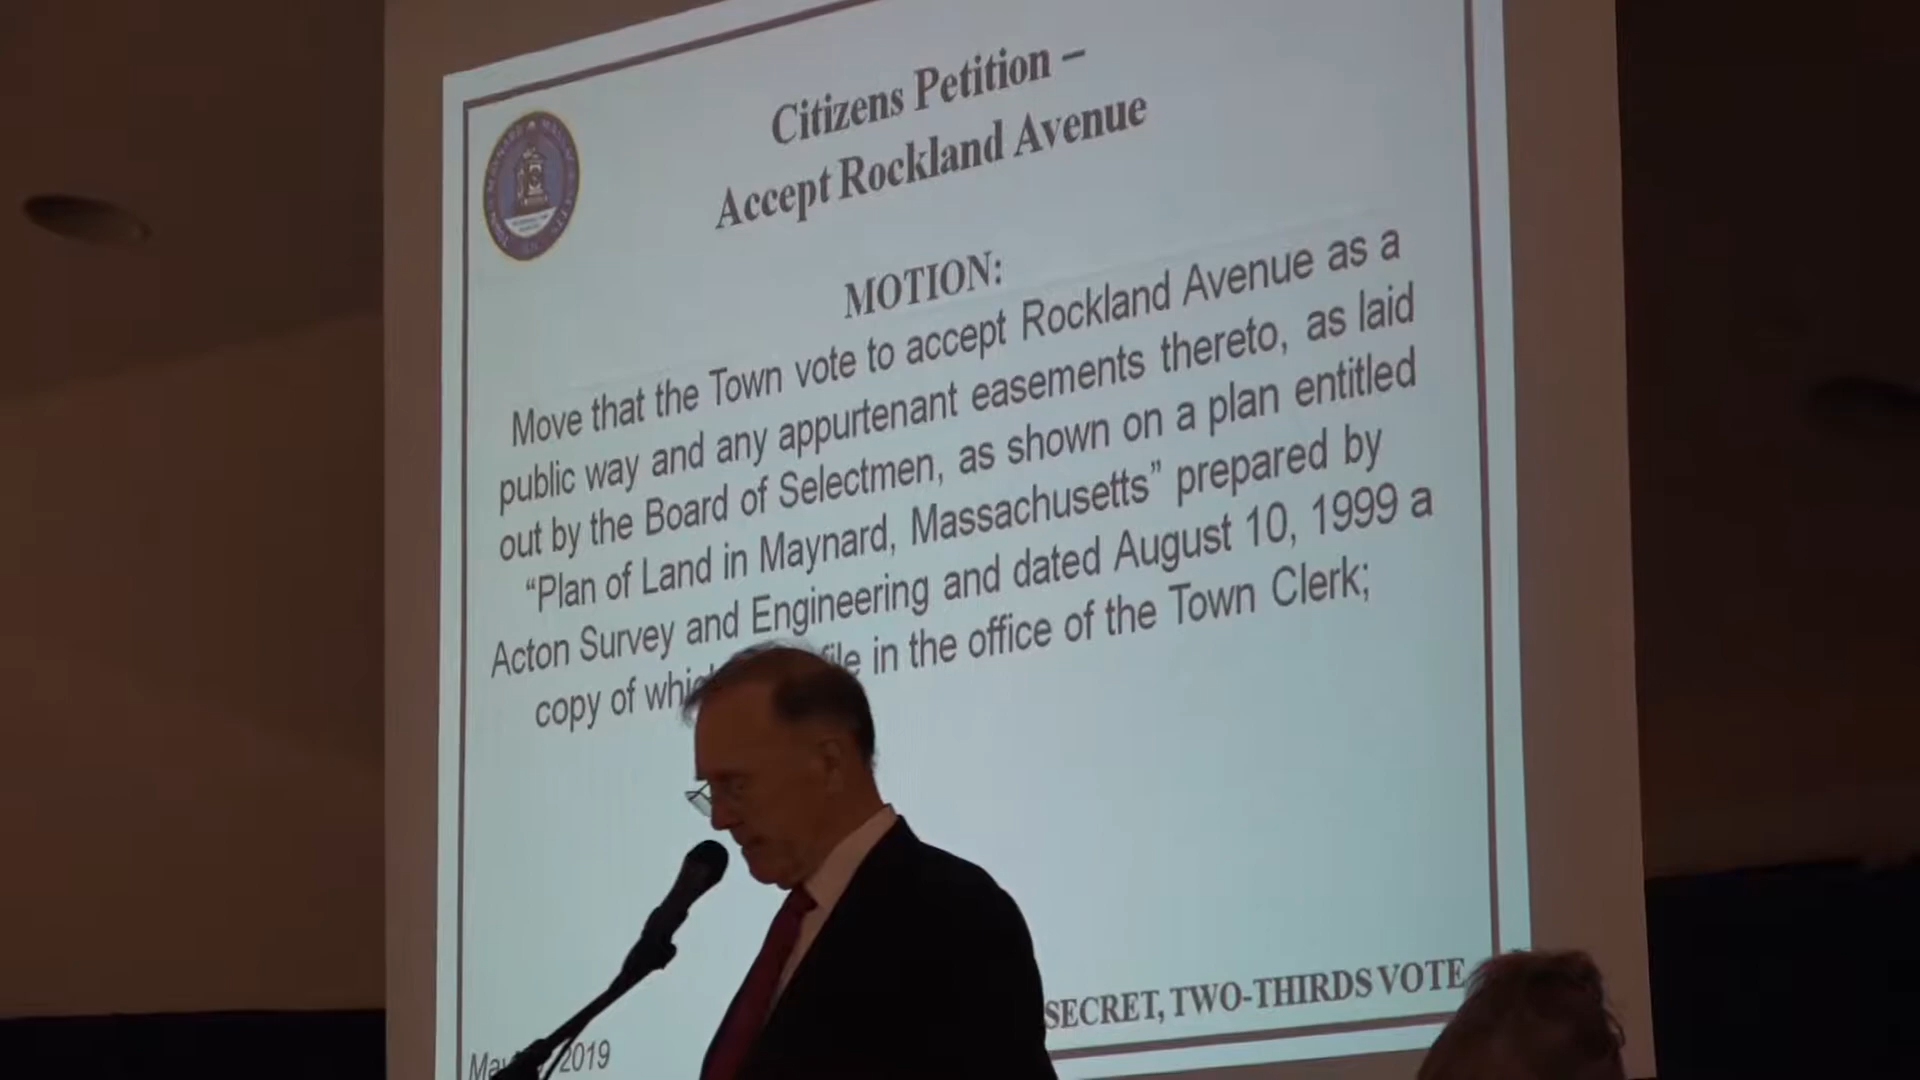 Citizens Petition –
Accept Rockland Avenue
MOTION:
Move that the Town vote to accept Rockland Avenue as a
public way and any appurtenant easements thereto, as laid
out by the Board of Selectmen, as shown on a plan entitled
“Plan of Land in Maynard, Massachusetts” prepared by
Acton Survey and Engineering and dated August 10, 1999 a
copy of which file in the office of the Town Clerk;
SECRET, TWO-THIRDS VOTE
May 2019